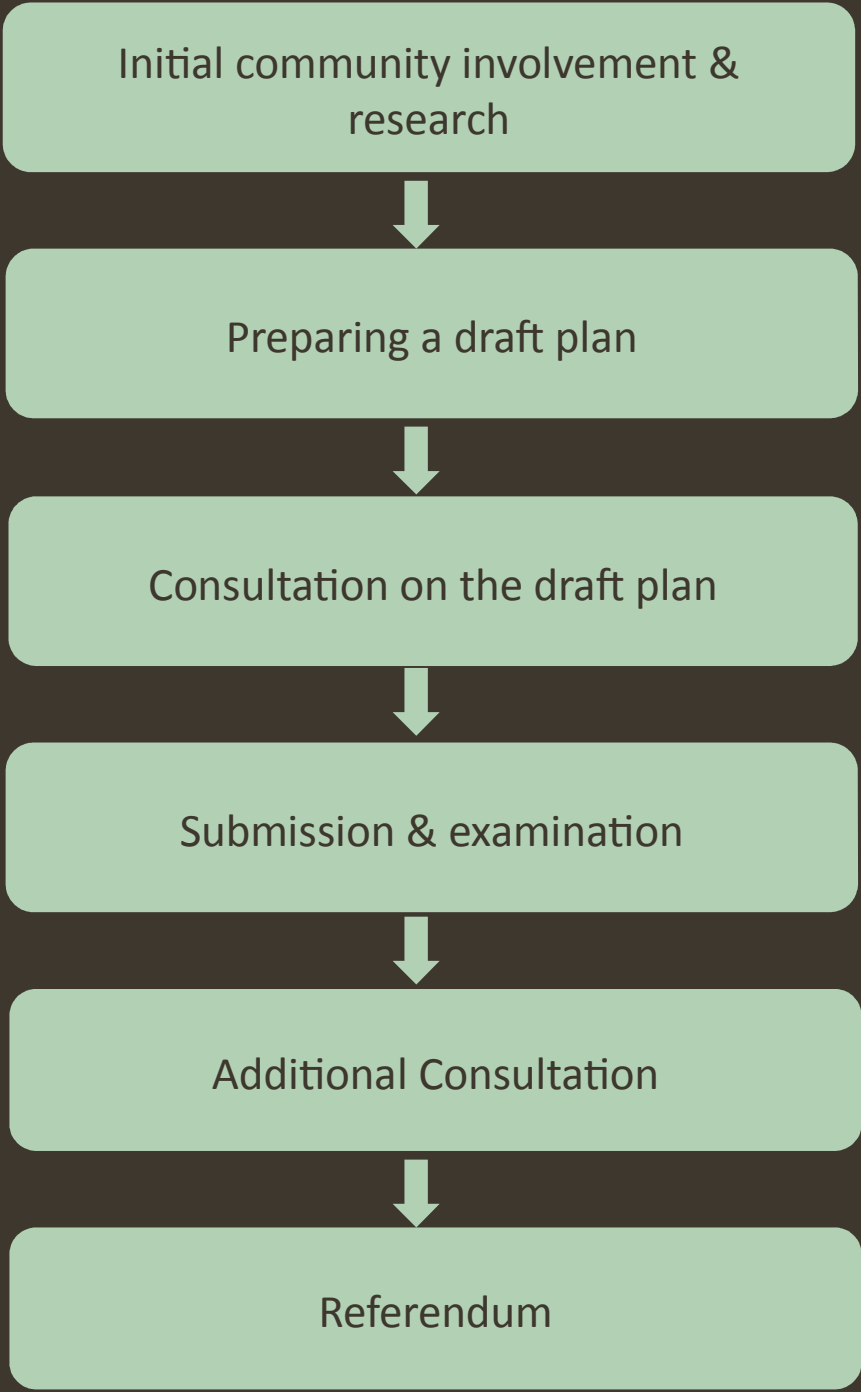 Initial community involvement &
research
Preparing a draft plan
Consultation on the draft plan
Submission & examination
Additional Consultation
Referendum